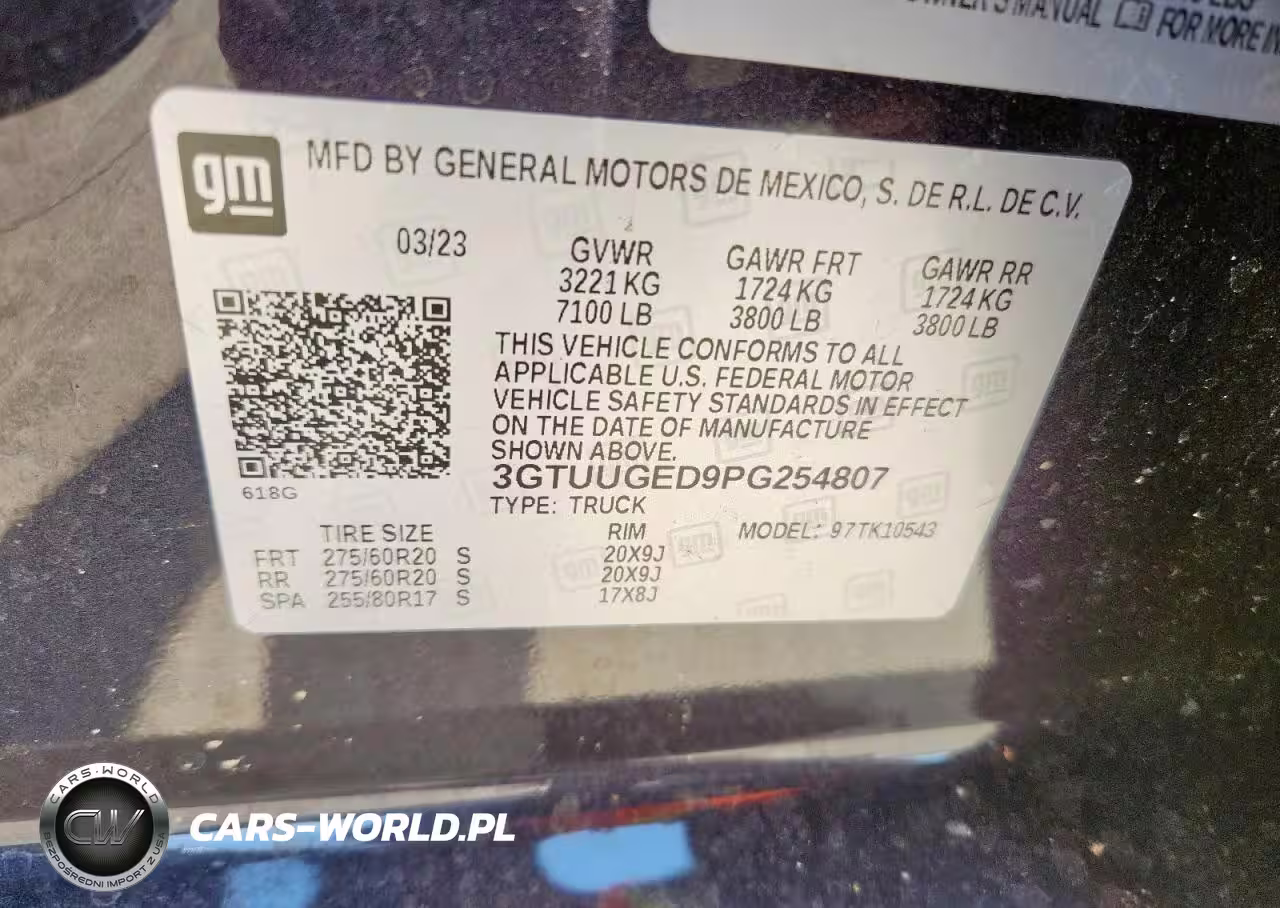 OWNER'S MANUAL FOR MORE
gm
MFD BY GENERAL MOTORS DE MEXICO, S. DE R.L. DE C.V.
03/23 GVWR GAWR FRT GAWR RR
3221 KG 1724 KG 1724 KG
7100 LB 3800 LB 3800 LB
THIS VEHICLE CONFORMS TO ALL
APPLICABLE U.S. FEDERAL MOTOR
VEHICLE SAFETY STANDARDS IN EFFECT
ON THE DATE OF MANUFACTURE
SHOWN ABOVE.
3GTUUGED9PG254807
618G
TYPE: TRUCK
TIRE SIZE RIM MODEL: 97TK10543
FRT 275/60R20 S 20X9J
RR 275/60R20 S 20X9J
SPA 255/80R17 S 17X8J
CARS-WORLD
CW
BEZPOŚREDNI IMPORT Z USA
CARS-WORLD.PL